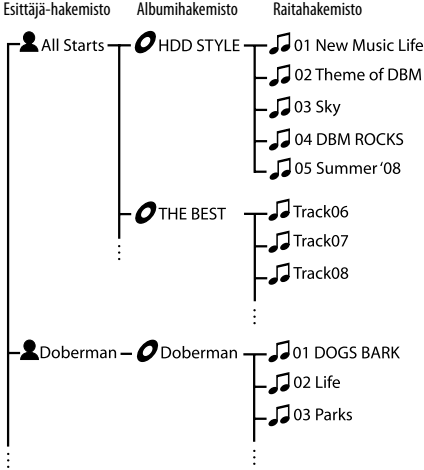 Esittäjä-hakemisto Albumihakemisto Raitahakemisto
All Starts HDD STYLE 01 New Music Life
02 Theme of DBM
03 Sky
04 DBM ROCKS
05 Summer ‘08
THE BEST Track06
Track07
Track08
Doberman Doberman 01 DOGS BARK
02 Life
03 Parks